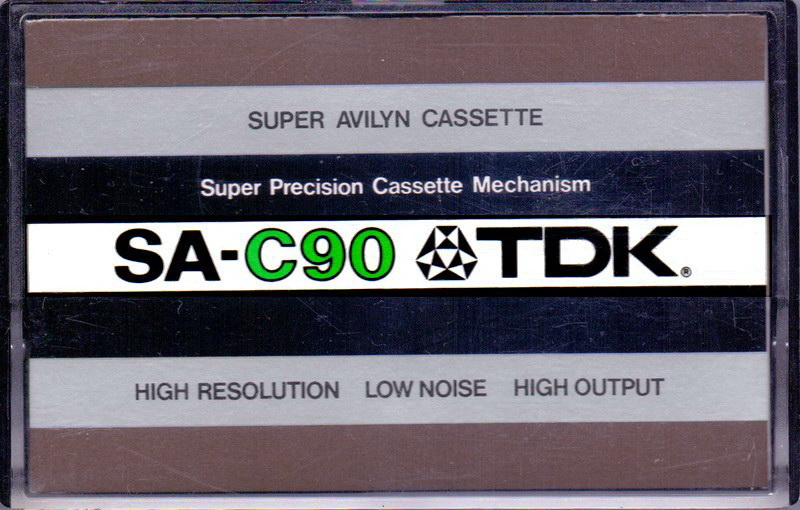 SUPER AVILYN CASSETTE
Super Precision Cassette Mechanism
SA-C90 TDK®
HIGH RESOLUTION LOW NOISE HIGH OUTPUT